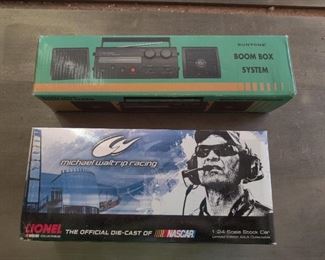 SUNTONE
BOOM BOX
SYSTEM
michael waltrip racing
LIONEL
THE OFFICIAL DIE-CAST OF NASCAR
1:24 Scale Stock Car